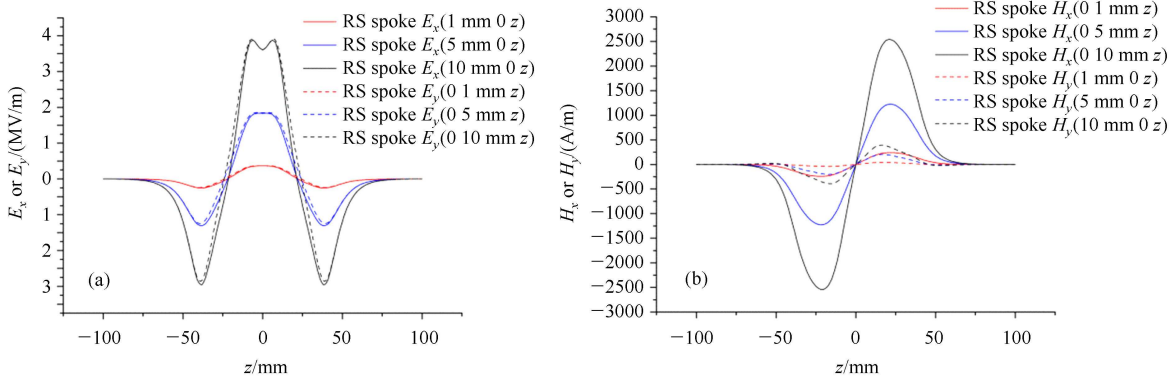 RS spoke Ex(1 mm 0 z)
RS spoke Ex(5 mm 0 z)
RS spoke Ex(10 mm 0 z)
RS spoke Ey(0 1 mm z)
RS spoke Ey(0 5 mm z)
RS spoke Ey(0 10 mm z)
4
3
2
1
0
1
2
3
Ex or Ey/(MV/m)
(a)
−100
−50
0
50
100
z/mm
RS spoke Hx(0 1 mm z)
RS spoke Hx(0 5 mm z)
RS spoke Hx(0 10 mm z)
RS spoke Hy(1 mm 0 z)
RS spoke Hy(5 mm 0 z)
RS spoke Hy(10 mm 0 z)
3000
2500
2000
1500
1000
500
0
−500
−1000
−1500
−2000
−2500
−3000
Hx or Hy/(A/m)
(b)
−100
−50
0
50
100
z/mm